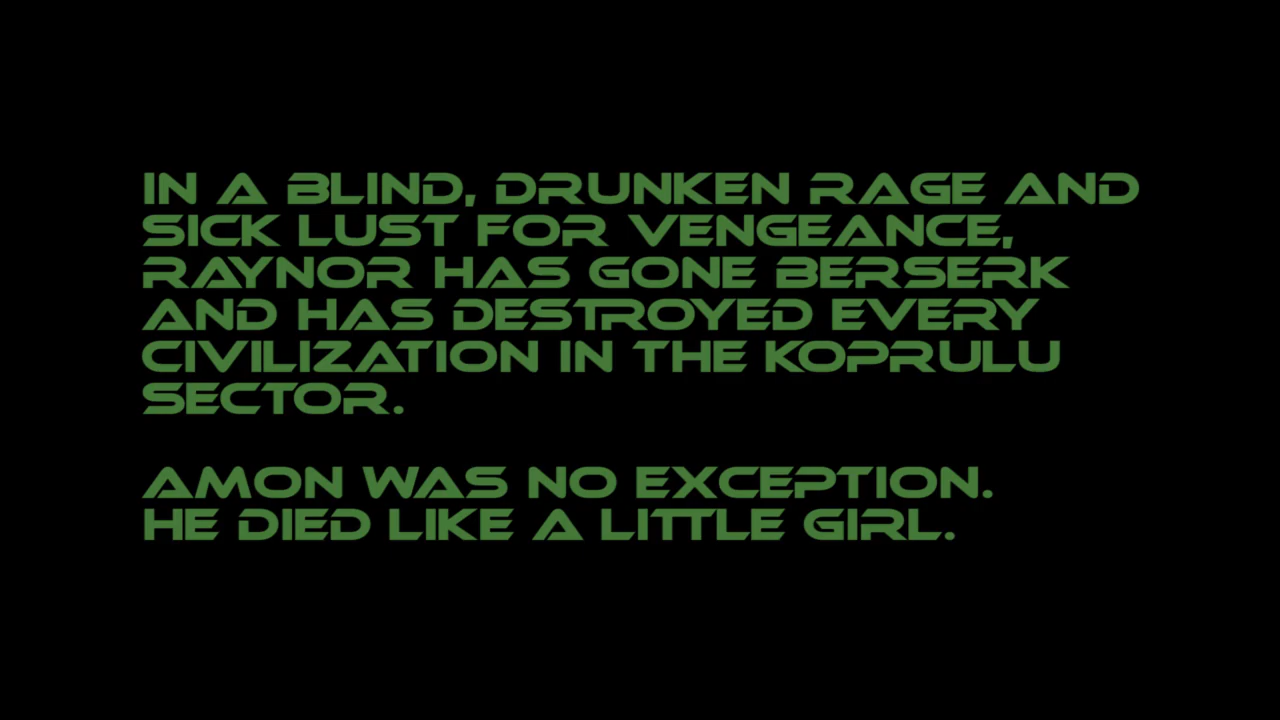 IN A BLIND, DRUNKEN RAGE AND
SICK LUST FOR VENGEANCE,
RAYNOR HAS GONE BERSERK
AND HAS DESTROYED EVERY
CIVILIZATION IN THE KOPRULU
SECTOR.
AMON WAS NO EXCEPTION.
HE DIED LIKE A LITTLE GIRL.